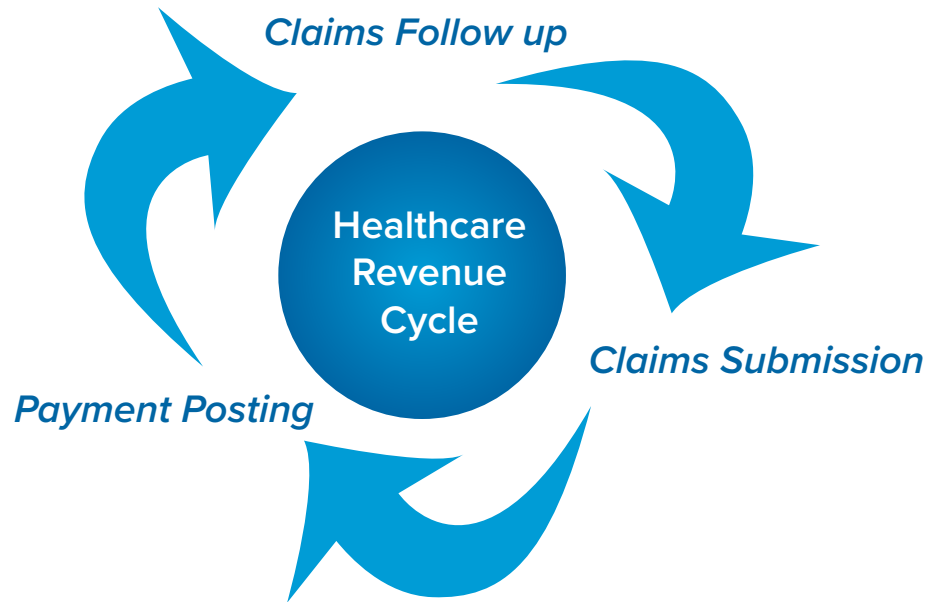 Claims Follow up
Healthcare
Revenue
Cycle
Claims Submission
Payment Posting